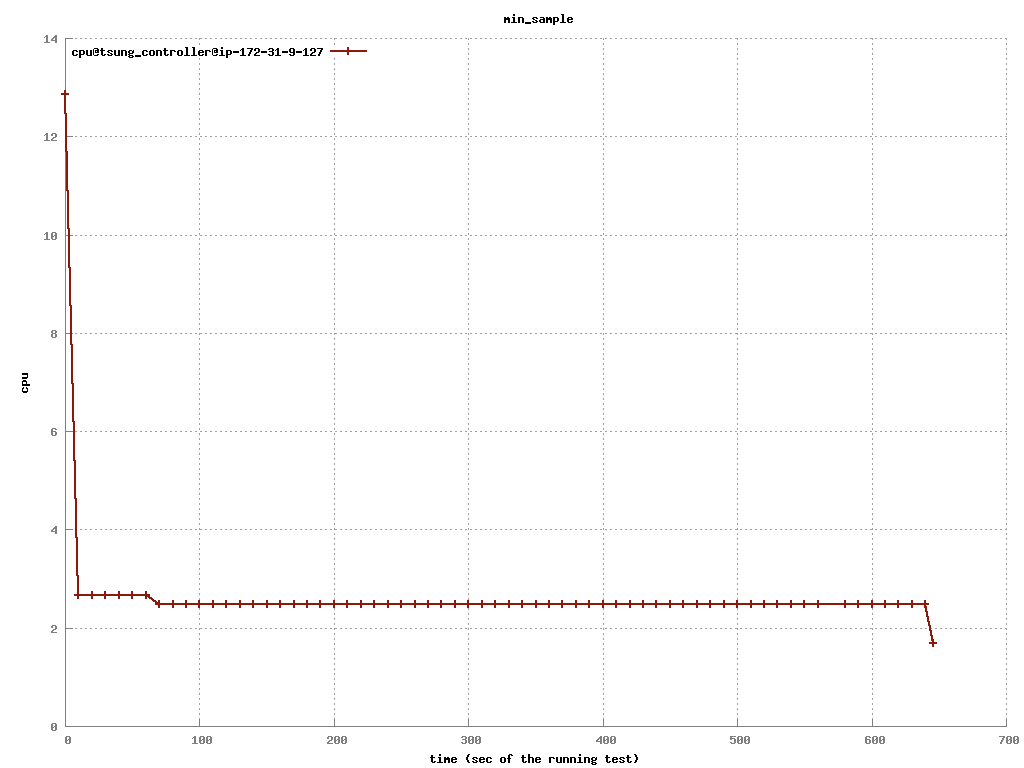 min_sample
14
cpu@tsung_controller@ip-172-31-9-127
12
10
8
cpu
6
4
2
0
0 100 200 300 400 500 600 700
time (sec of the running test)